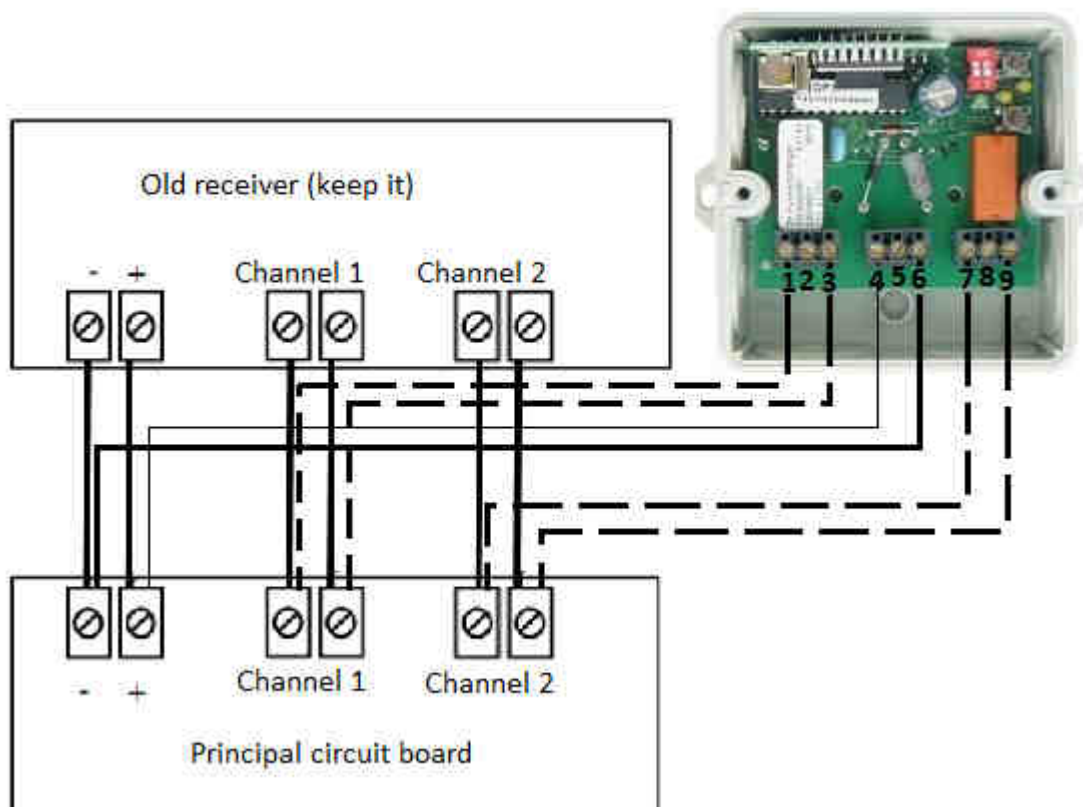 Old receiver (keep it)
- +
Channel 1
Channel 2
1 2 3 4 5 6 7 8 9
Channel 1
Channel 2
- +
Principal circuit board